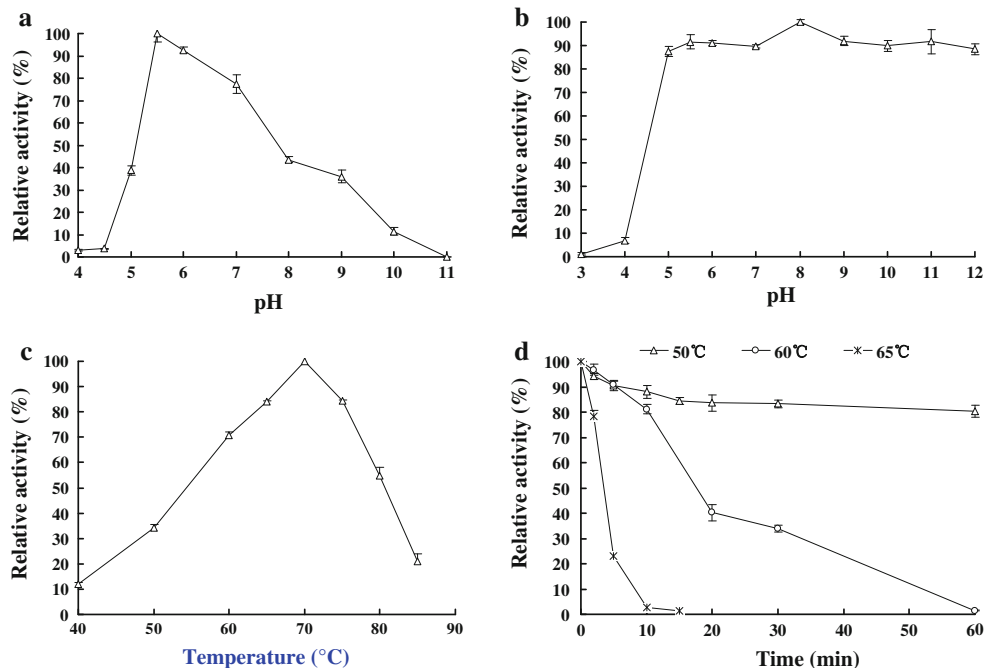 a
Relative activity (%)
100
90
80
70
60
50
40
30
20
10
0
4 5 6 7 8 9 10 11
pH
b
Relative activity (%)
100
90
80
70
60
50
40
30
20
10
0
3 4 5 6 7 8 9 10 11 12
pH
c
Relative activity (%)
100
90
80
70
60
50
40
30
20
10
0
40 50 60 70 80 90
Temperature (°C)
d
50℃ 60℃ 65℃
Relative activity (%)
100
90
80
70
60
50
40
30
20
10
0
0 10 20 30 40 50 60
Time (min)